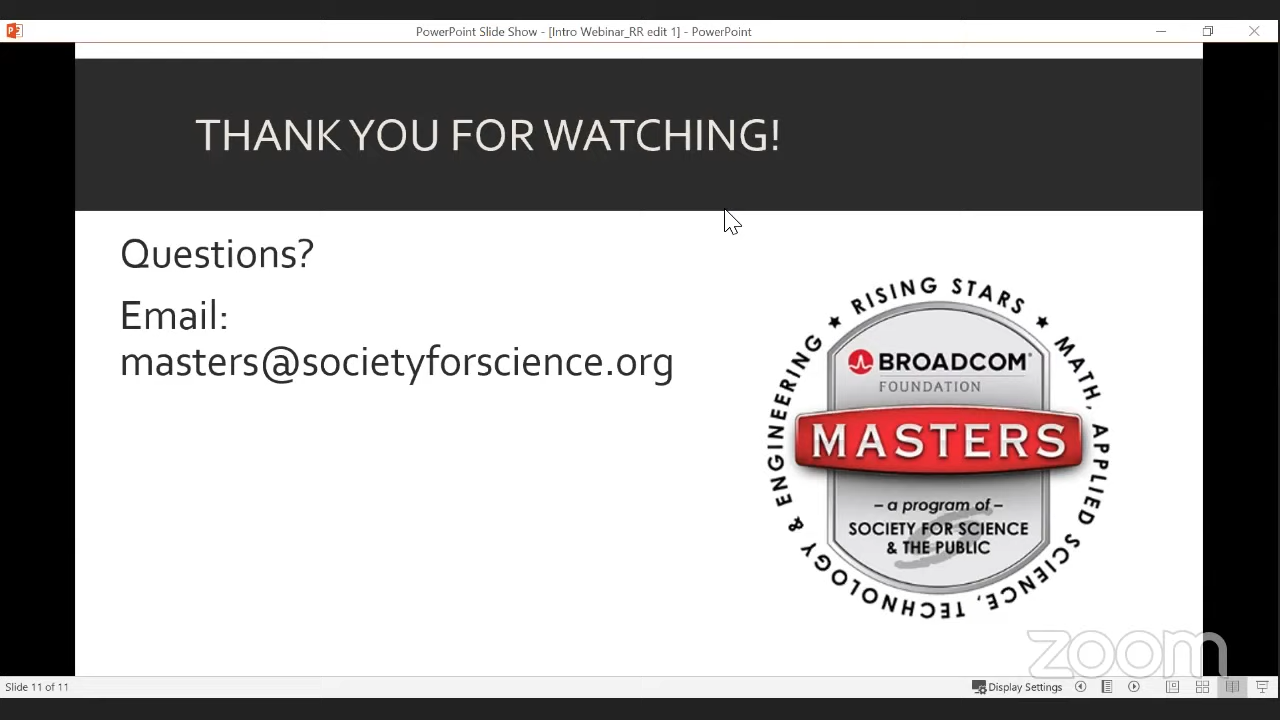 PowerPoint Slide Show - [Intro Webinar_RR edit 1] - PowerPoint
THANK YOU FOR WATCHING!
Questions?
Email:
masters@societyforscience.org
★ RISING STARS ★ MATH, APPLIED SCIENCE, TECHNOLOGY & ENGINEERING
BROADCOM®
FOUNDATION
MASTERS
– a program of –
SOCIETY FOR SCIENCE
& THE PUBLIC
zoom
Slide 11 of 11
Display Settings